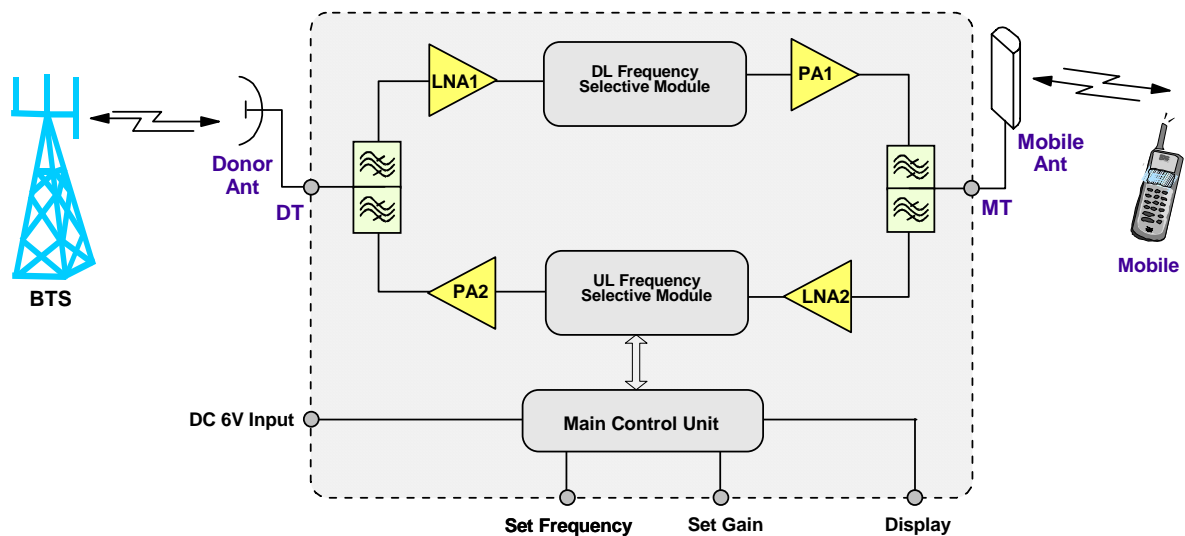 LNA1
DL Frequency
Selective Module
PA1
Donor
Ant
DT
Mobile
Ant
MT
Mobile
BTS
PA2
UL Frequency
Selective Module
LNA2
DC 6V Input
Main Control Unit
Set Frequency
Set Gain
Display